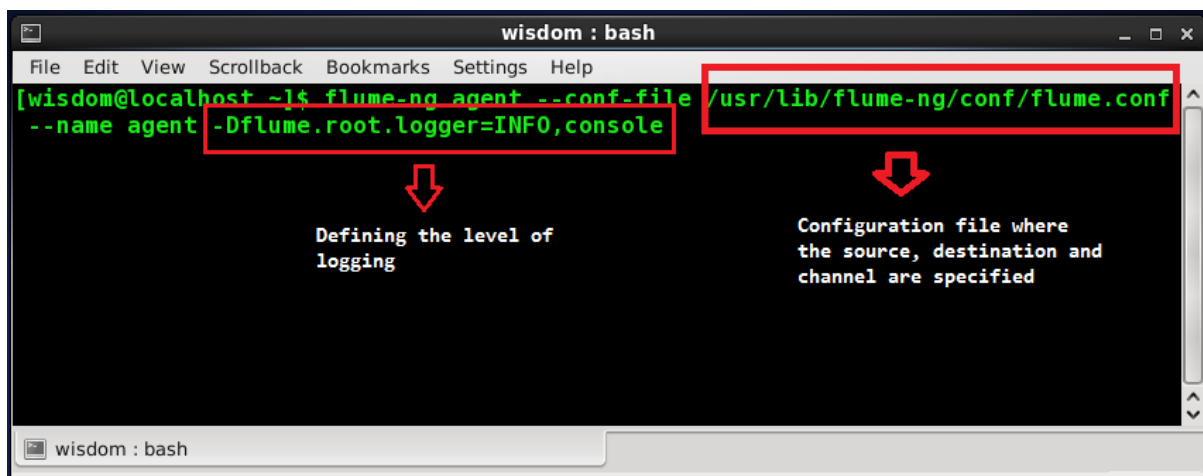 wisdom : bash
File Edit View Scrollback Bookmarks Settings Help
[wisdom@localhost ~]$ flume-ng agent --conf-file /usr/lib/flume-ng/conf/flume.conf
--name agent -Dflume.root.logger=INFO,console
Defining the level of
logging
Configuration file where
the source, destination and
channel are specified
wisdom : bash